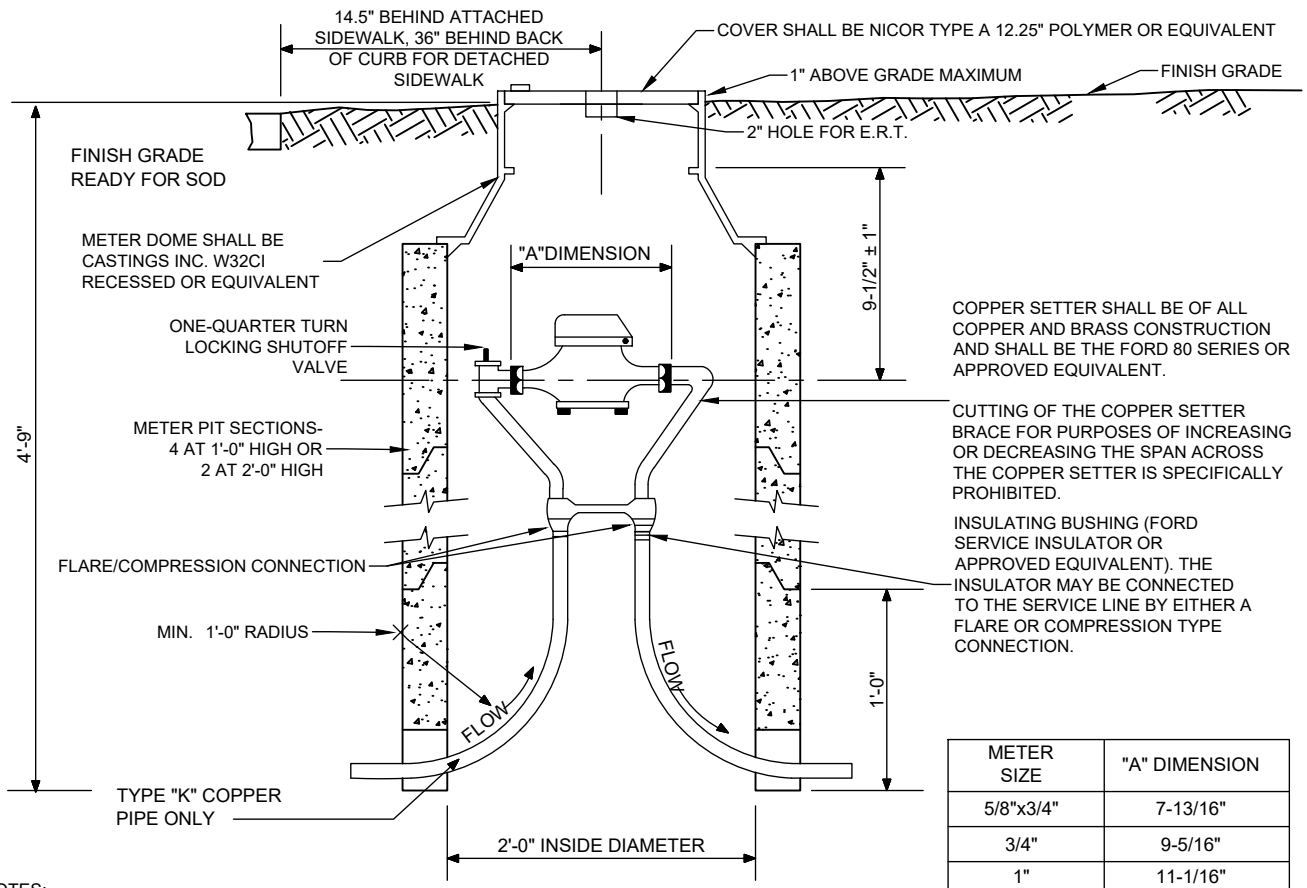 14.5" BEHIND ATTACHED
SIDEWALK, 36" BEHIND BACK
OF CURB FOR DETACHED
SIDEWALK
COVER SHALL BE NICOR TYPE A 12.25" POLYMER OR EQUIVALENT
1" ABOVE GRADE MAXIMUM
FINISH GRADE
2" HOLE FOR E.R.T.
FINISH GRADE
READY FOR SOD
METER DOME SHALL BE
CASTINGS INC. W32CI
RECESSED OR EQUIVALENT
"A"DIMENSION
9-1/2" ± 1"
ONE-QUARTER TURN
LOCKING SHUTOFF
VALVE
COPPER SETTER SHALL BE OF ALL
COPPER AND BRASS CONSTRUCTION
AND SHALL BE THE FORD 80 SERIES OR
APPROVED EQUIVALENT.
4'-9"
METER PIT SECTIONS-
4 AT 1'-0" HIGH OR
2 AT 2'-0" HIGH
CUTTING OF THE COPPER SETTER
BRACE FOR PURPOSES OF INCREASING
OR DECREASING THE SPAN ACROSS
THE COPPER SETTER IS SPECIFICALLY
PROHIBITED.
FLARE/COMPRESSION CONNECTION
INSULATING BUSHING (FORD
SERVICE INSULATOR OR
APPROVED EQUIVALENT). THE
INSULATOR MAY BE CONNECTED
TO THE SERVICE LINE BY EITHER A
FLARE OR COMPRESSION TYPE
CONNECTION.
MIN. 1'-0" RADIUS
FLOW
FLOW
1'-0"
TYPE "K" COPPER
PIPE ONLY
2'-0" INSIDE DIAMETER
METER
SIZE
"A" DIMENSION
5/8"x3/4"
7-13/16"
3/4"
9-5/16"
1"
11-1/16"